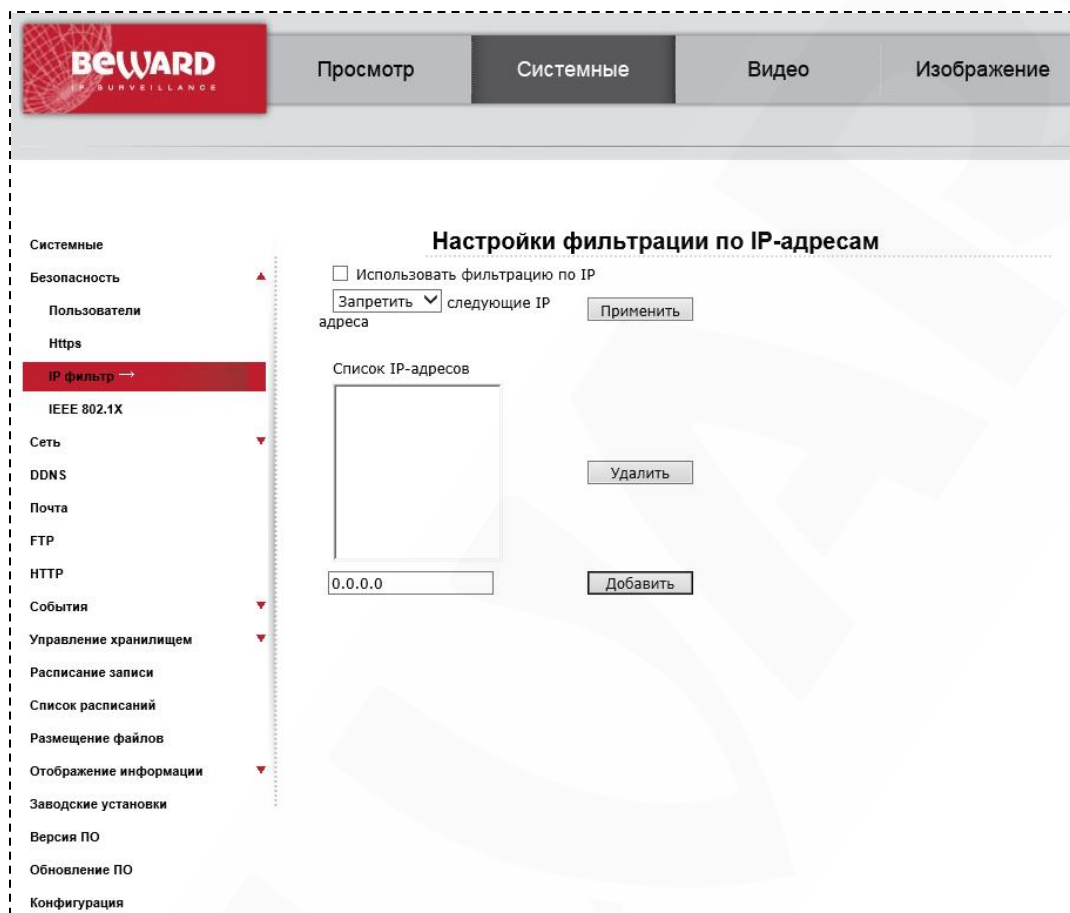 BEWARD
IP SURVEILLANCE
Просмотр
Системные
Видео
Изображение
Системные
Безопасность
Пользователи
Https
IP фильтр →
IEEE 802.1X
Сеть
DDNS
Почта
FTP
HTTP
События
Управление хранилищем
Расписание записи
Список расписаний
Размещение файлов
Отображение информации
Заводские установки
Версия ПО
Обновление ПО
Конфигурация
Настройки фильтрации по IP-адресам
Использовать фильтрацию по IP
Запретить следующие IP
адреса
Применить
Список IP-адресов
Удалить
0.0.0.0
Добавить